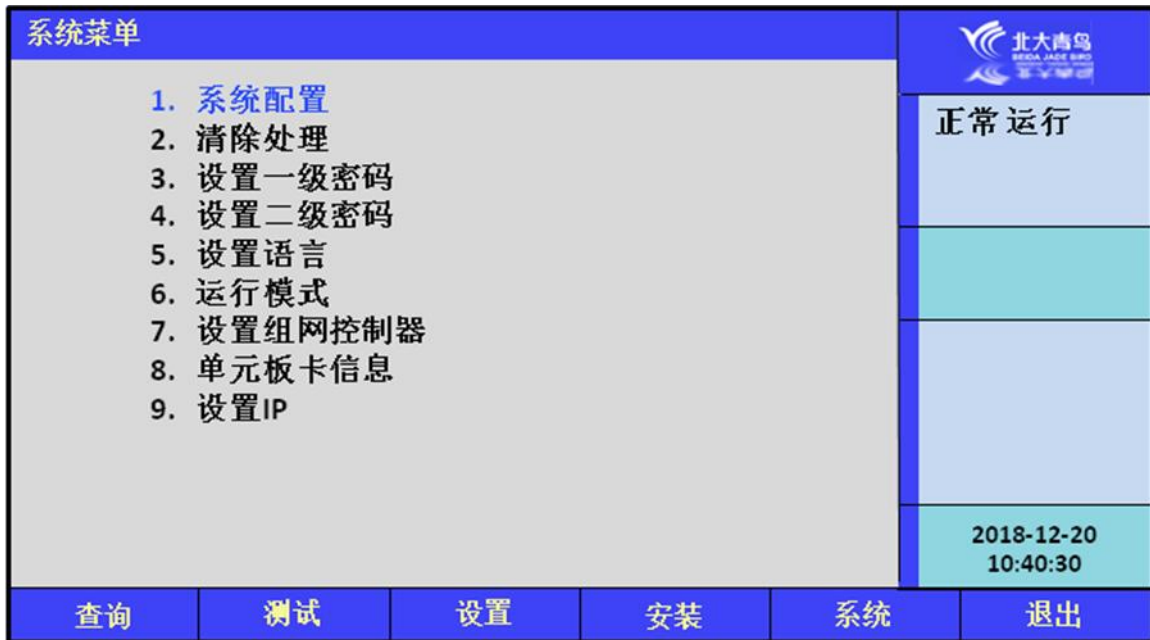 系统菜单
北大青鸟
BEIDA JADE BIRD
1. 系统配置
2. 清除处理
3. 设置一级密码
4. 设置二级密码
5. 设置语言
6. 运行模式
7. 设置组网控制器
8. 单元板卡信息
9. 设置IP
正常运行
2018-12-20
10:40:30
查询 测试 设置 安装 系统 退出